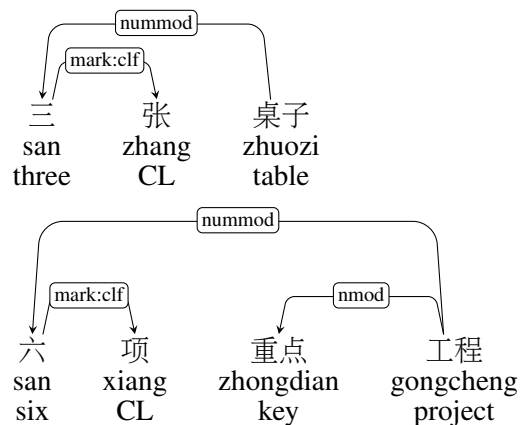 nummod
mark:clf
三 张 桌子
san zhang zhuozi
three CL table
nummod
mark:clf nmod
六 项 重点 工程
san xiang zhongdian gongcheng
six CL key project